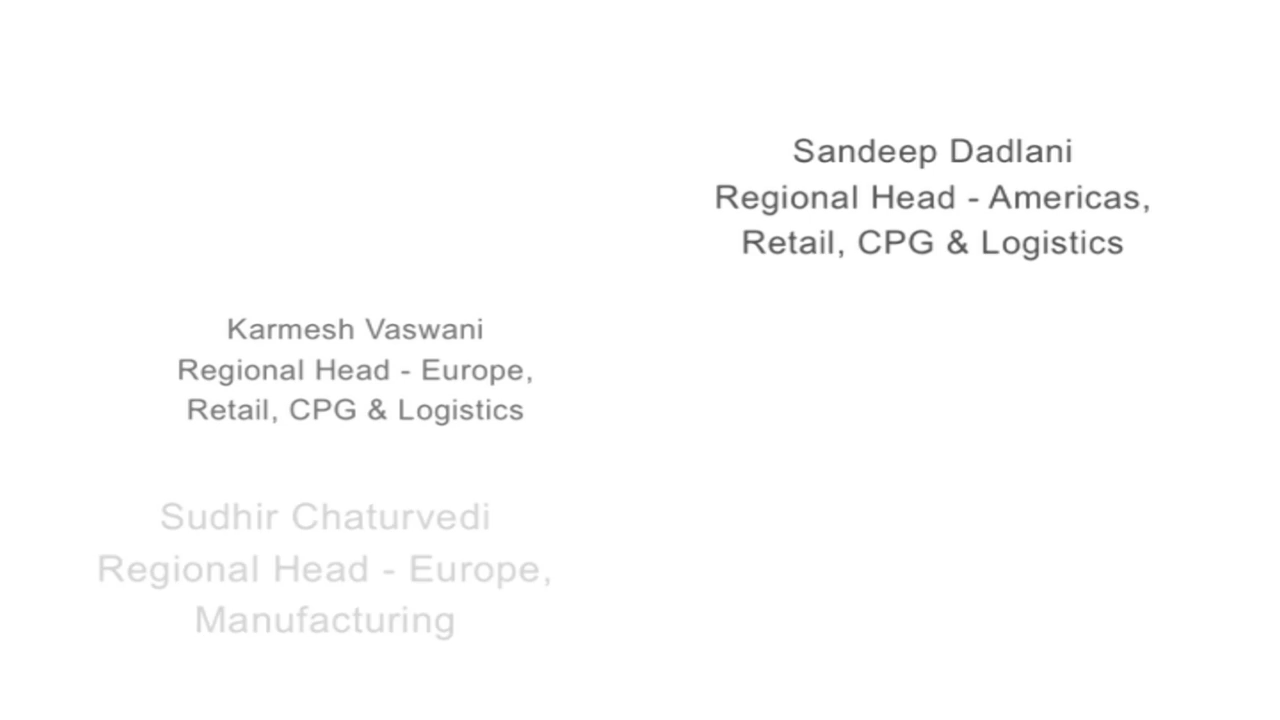 Sandeep Dadlani
Regional Head - Americas,
Retail, CPG & Logistics
Karmesh Vaswani
Regional Head - Europe,
Retail, CPG & Logistics
Sudhir Chaturvedi
Regional Head - Europe,
Manufacturing